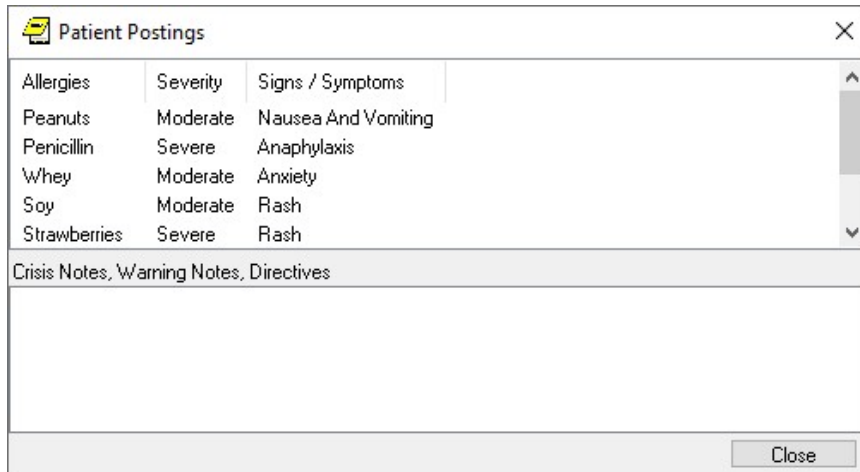 Patient Postings
Allergies Severity Signs / Symptoms
Peanuts Moderate Nausea And Vomiting
Penicillin Severe Anaphylaxis
Whey Moderate Anxiety
Soy Moderate Rash
Strawberries Severe Rash
Crisis Notes, Warning Notes, Directives
Close